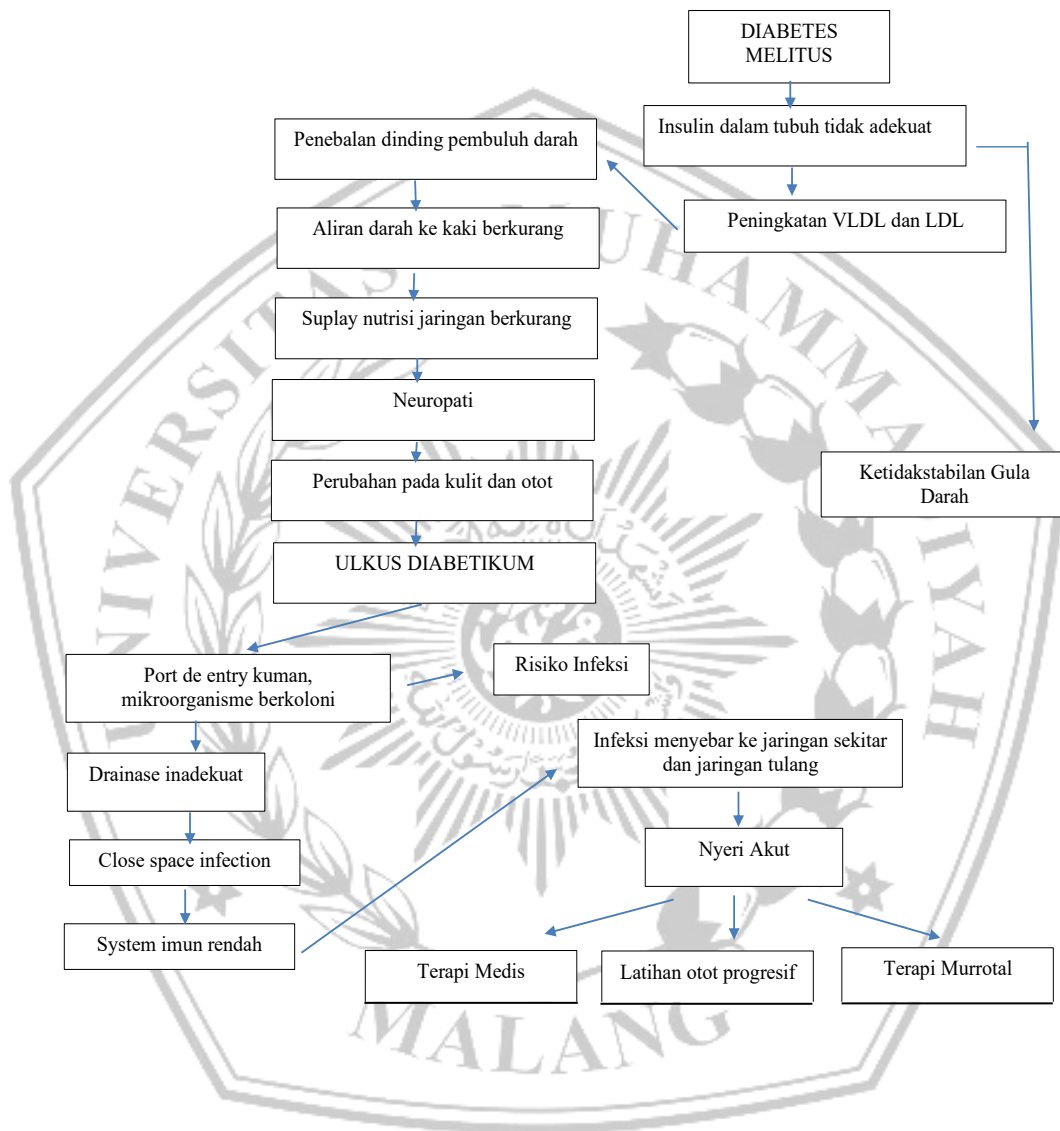 DIABETES
MELITUS
Insulin dalam tubuh tidak adekuat
Penebalan dinding pembuluh darah
Peningkatan VLDL dan LDL
Aliran darah ke kaki berkurang
Suplay nutrisi jaringan berkurang
Neuropati
Perubahan pada kulit dan otot
Ketidakstabilan Gula
Darah
ULKUS DIABETIKUM
Port de entry kuman,
mikroorganisme berkoloni
Risiko Infeksi
Drainase inadekuat
Infeksi menyebar ke jaringan sekitar
dan jaringan tulang
Close space infection
Nyeri Akut
System imun rendah
Terapi Medis
Latihan otot progresif
Terapi Murrotal
UNIVERSITAS MUHAMMADIYAH
MALANG